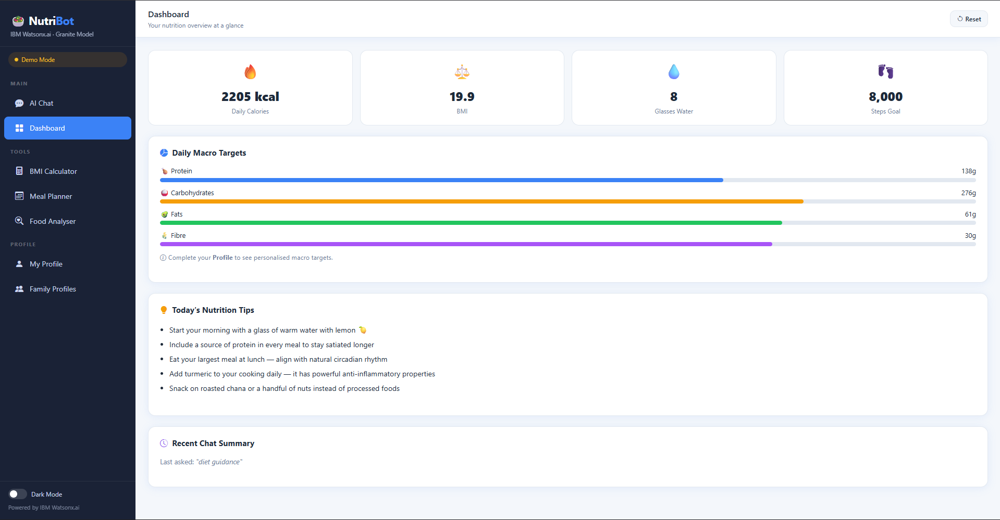 NutriBot
IBM Watsonx.ai · Granite Model
Demo Mode
MAIN
AI Chat
Dashboard
TOOLS
BMI Calculator
Meal Planner
Food Analyser
PROFILE
My Profile
Family Profiles
Dark Mode
Powered by IBM Watsonx.ai
Dashboard
Your nutrition overview at a glance
Reset
2205 kcal
Daily Calories
19.9
BMI
8
Glasses Water
8,000
Steps Goal
Daily Macro Targets
Protein 138g
Carbohydrates 276g
Fats 61g
Fibre 30g
Complete your Profile to see personalised macro targets.
Today's Nutrition Tips
• Start your morning with a glass of warm water with lemon 🍋
• Include a source of protein in every meal to stay satiated longer
• Eat your largest meal at lunch — align with natural circadian rhythm
• Add turmeric to your cooking daily — it has powerful anti-inflammatory properties
• Snack on roasted chana or a handful of nuts instead of processed foods
Recent Chat Summary
Last asked: "diet guidance"